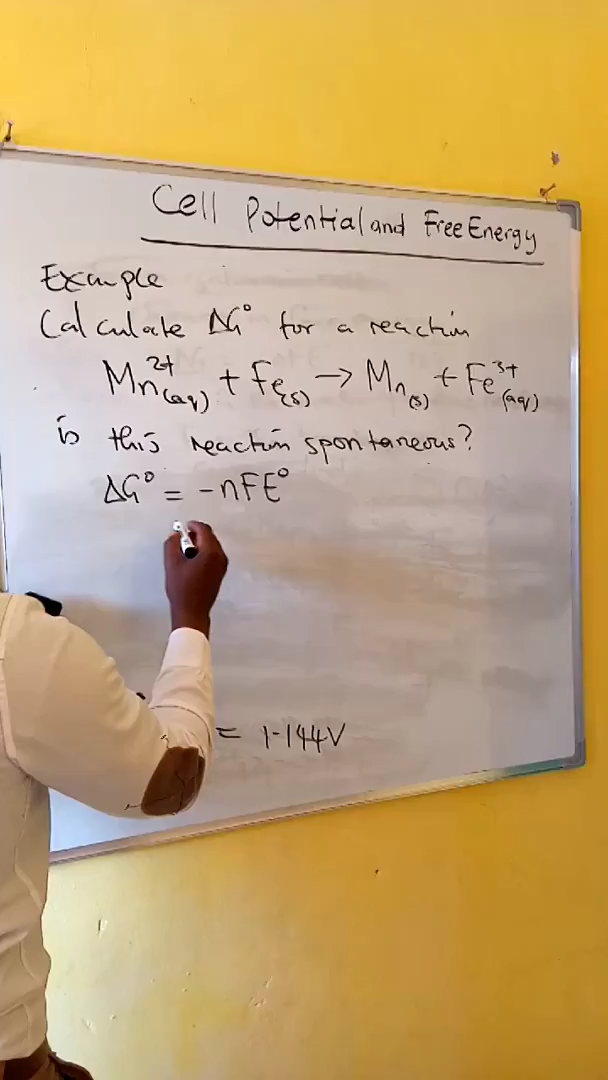 Cell Potential and Free Energy
Example
Calculate ΔG° for a reaction
Mn²⁺(aq) + Fe(s) → Mn(s) + Fe³⁺(aq)
is this reaction spontaneous?
ΔG° = -nFE°
= 1.144V